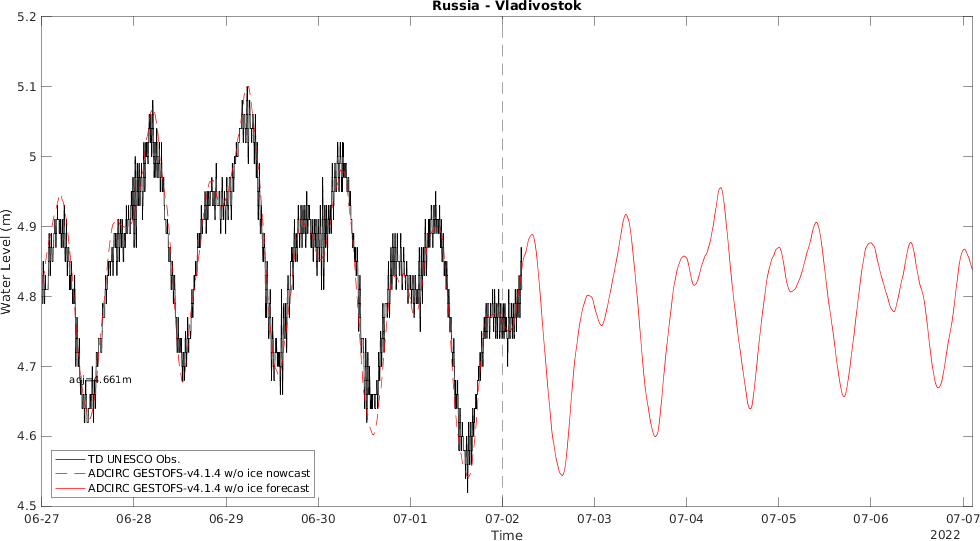 Russia - Vladivostok
5.2
5.1
5
4.9
4.8
4.7
4.6
4.5
Water Level (m)
TD UNESCO Obs.
ADCIRC GESTOFS-v4.1.4 w/o ice nowcast
ADCIRC GESTOFS-v4.1.4 w/o ice forecast
06-27 06-28 06-29 06-30 07-01 07-02 07-03 07-04 07-05 07-06 07-07
Time
2022